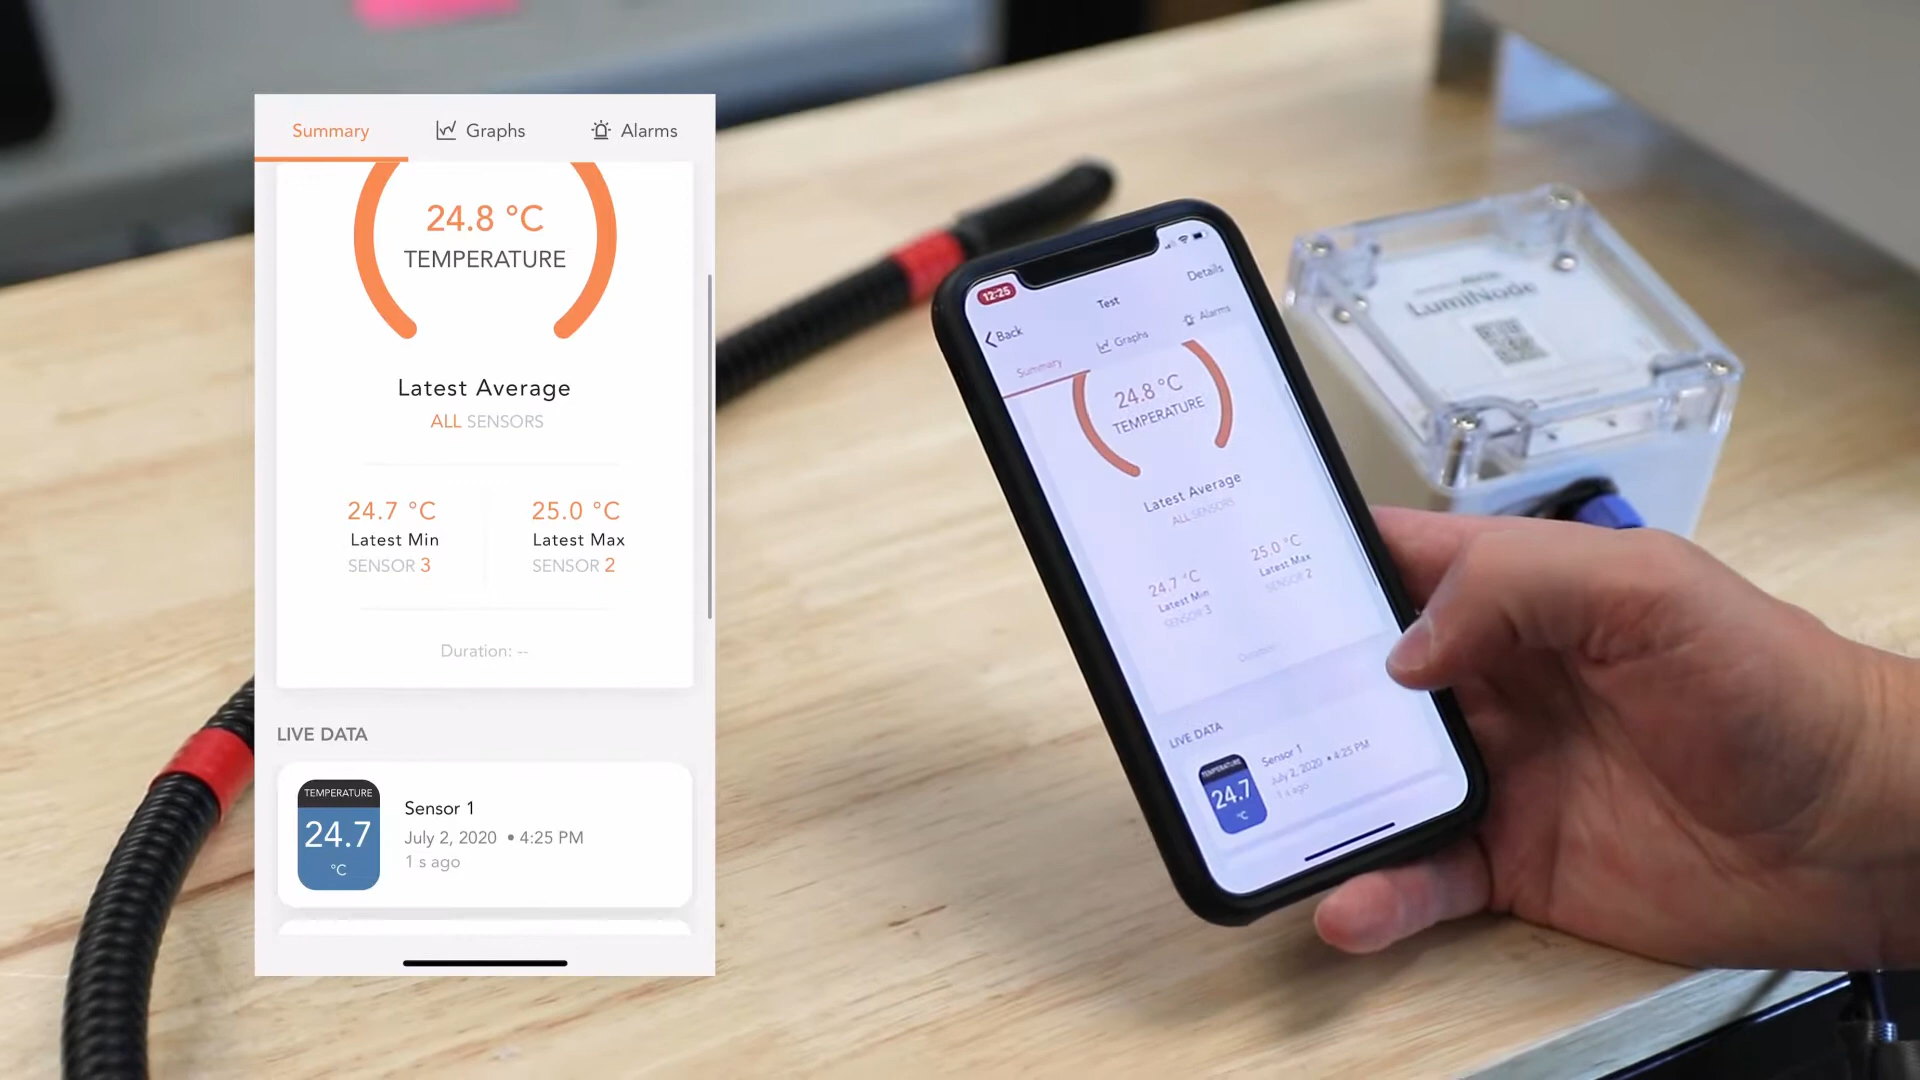 Summary
Graphs
Alarms
24.8 °C
TEMPERATURE
Latest Average
ALL SENSORS
24.7 °C
Latest Min
SENSOR 3
25.0 °C
Latest Max
SENSOR 2
Duration: --
LIVE DATA
TEMPERATURE
24.7
°C
Sensor 1
July 2, 2020 • 4:25 PM
1 s ago
12:25
Details
Back
Test
Summary
Graphs
Alarms
24.8 °C
TEMPERATURE
Latest Average
ALL SENSORS
24.7 °C
Latest Min
SENSOR 3
25.0 °C
Latest Max
SENSOR 2
Duration:
LIVE DATA
TEMPERATURE
24.7
°C
Sensor 1
July 2, 2020 • 4:25 PM
1 s ago
LumiNode